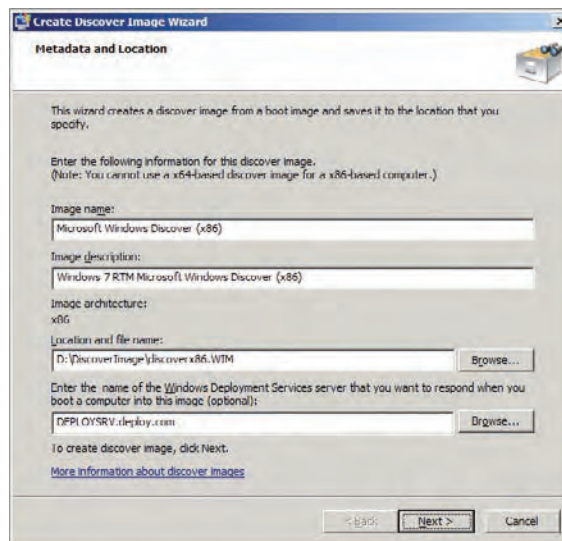 Create Discover Image Wizard
Metadata and Location
This wizard creates a discover image from a boot image and saves it to the location that you
specify.
Enter the following information for this discover image.
(Note: You cannot use a x64-based discover image for a x86-based computer.)
Image name:
Microsoft Windows Discover (x86)
Image description:
Windows 7 RTM Microsoft Windows Discover (x86)
Image architecture:
x86
Location and file name:
D:\DiscoverImage\discoverx86.WIM
Browse...
Enter the name of the Windows Deployment Services server that you want to respond when you
boot a computer into this image (optional):
DEPLOYSRV.deploy.com
Browse...
To create discover image, click Next.
More information about discover images
< Back
Next >
Cancel